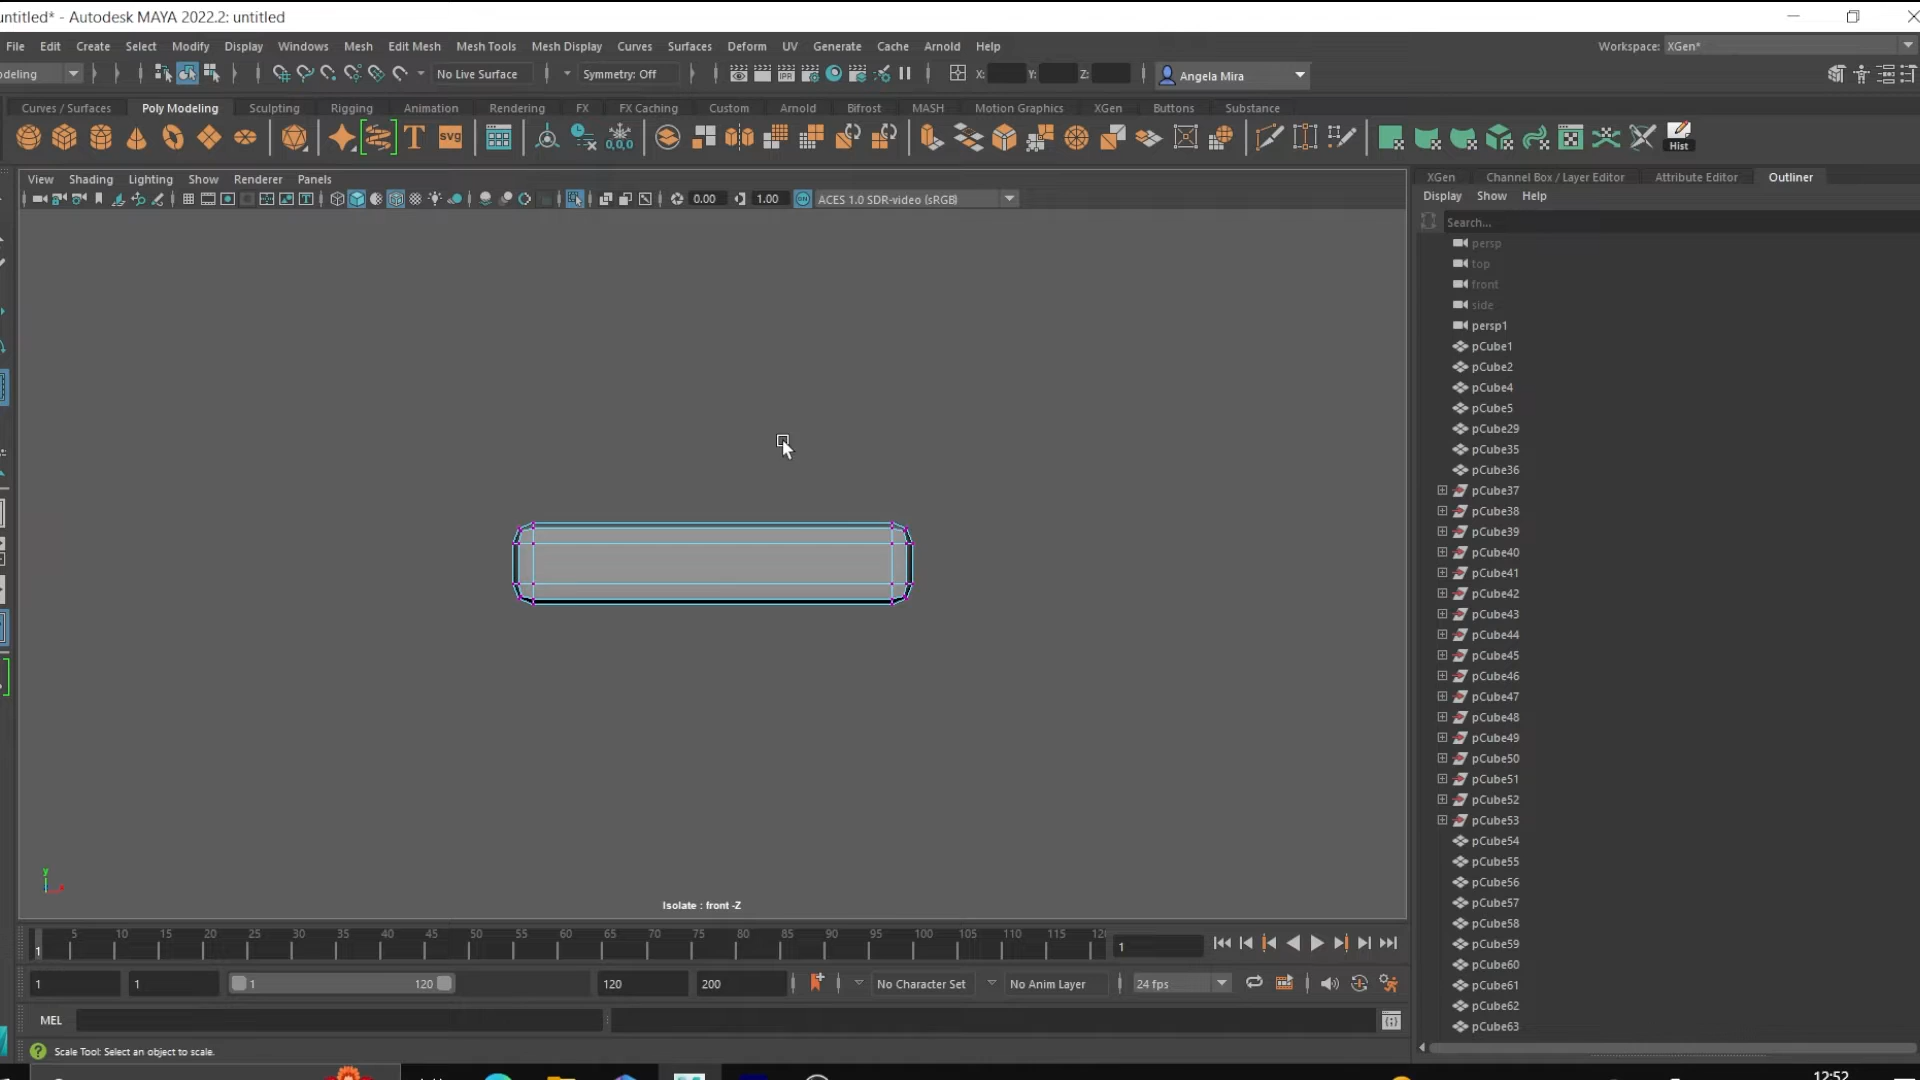 untitled* - Autodesk MAYA 2022.2: untitled
File Edit Create Select Modify Display Windows Mesh Edit Mesh Mesh Tools Mesh Display Curves Surfaces Deform UV Generate Cache Arnold Help Workspace: XGen*
odeling No Live Surface Symmetry: Off IPR X: Y: Z: Angela Mira
Curves / Surfaces Poly Modeling Sculpting Rigging Animation Rendering FX FX Caching Custom Arnold Bifrost MASH Motion Graphics XGen Buttons Substance
T svg 0,0,0 Hist
View Shading Lighting Show Renderer Panels
0.00 1.00 ON ACES 1.0 SDR-video (sRGB)
XGen Channel Box / Layer Editor Attribute Editor Outliner
Display Show Help
Search...
persp
top
front
side
persp1
pCube1
pCube2
pCube4
pCube5
pCube29
pCube35
pCube36
pCube37
pCube38
pCube39
pCube40
pCube41
pCube42
pCube43
pCube44
pCube45
pCube46
pCube47
pCube48
pCube49
pCube50
pCube51
pCube52
pCube53
pCube54
pCube55
pCube56
pCube57
pCube58
pCube59
pCube60
pCube61
pCube62
pCube63
y
Isolate : front -Z
5 10 15 20 25 30 35 40 45 50 55 60 65 70 75 80 85 90 95 100 105 110 115 12
1 1
1 1 1 120 120 200 No Character Set No Anim Layer 24 fps
MEL
Scale Tool: Select an object to scale.
12:52